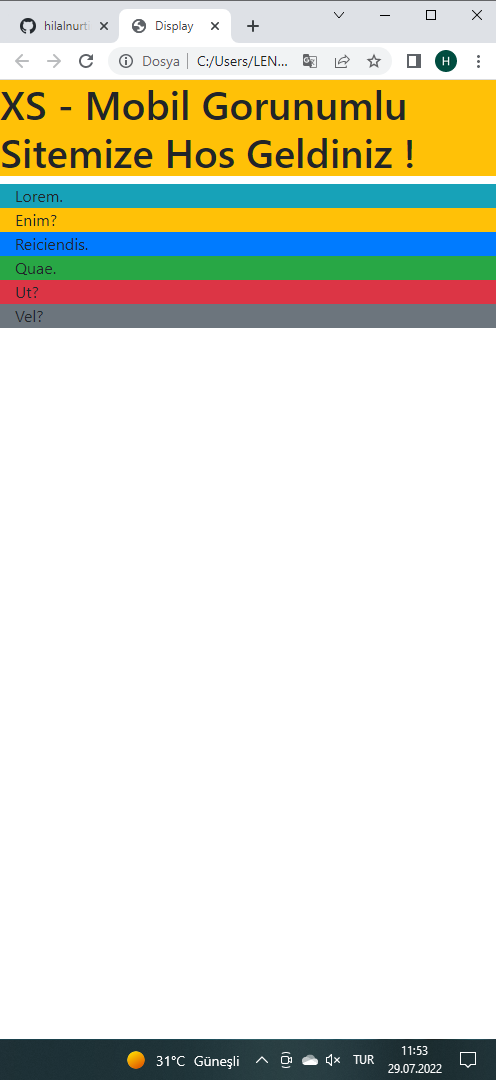 hilalnurt
Display
Dosya
C:/Users/LEN...
H
XS - Mobil Gorunumlu
Sitemize Hos Geldiniz !
Lorem.
Enim?
Reiciendis.
Quae.
Ut?
Vel?
31°C Güneşli
TUR
11:53
29.07.2022